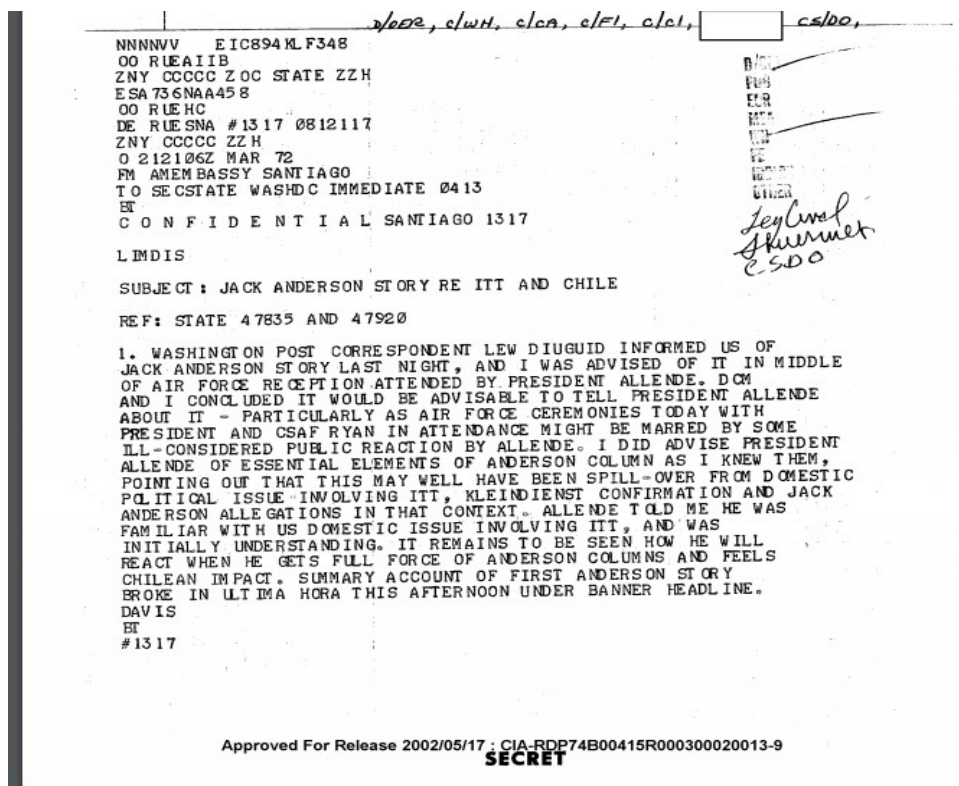 D/OER, C/WH, C/CA, C/FI, C/CI, CS/DO,
NNNNVV EIC894KLF348
OO RUEAIIB
ZNY CCCCC ZOC STATE ZZH
ESA736NAA458
OO RUEHC
DE RUESNA #1317 0812117
ZNY CCCCC ZZH
O 212106Z MAR 72
FM AMEMBASSY SANTIAGO
TO SECSTATE WASHDC IMMEDIATE 0413
BT
C O N F I D E N T I A L SANTIAGO 1317
EUR
OTHER
CSDO
LIMDIS
SUBJECT: JACK ANDERSON STORY RE ITT AND CHILE
REF: STATE 47835 AND 47920
1. WASHINGTON POST CORRESPONDENT LEW DIUGUID INFORMED US OF
JACK ANDERSON STORY LAST NIGHT, AND I WAS ADVISED OF IT IN MIDDLE
OF AIR FORCE RECEPTION ATTENDED BY PRESIDENT ALLENDE. DCM
AND I CONCLUDED IT WOULD BE ADVISABLE TO TELL PRESIDENT ALLENDE
ABOUT IT - PARTICULARLY AS AIR FORCE CEREMONIES TODAY WITH
PRESIDENT AND CSAF RYAN IN ATTENDANCE MIGHT BE MARRED BY SOME
ILL-CONSIDERED PUBLIC REACTION BY ALLENDE. I DID ADVISE PRESIDENT
ALLENDE OF ESSENTIAL ELEMENTS OF ANDERSON COLUMN AS I KNEW THEM,
POINTING OUT THAT THIS MAY WELL HAVE BEEN SPILL-OVER FROM DOMESTIC
POLITICAL ISSUE INVOLVING ITT, KLEINDIENST CONFIRMATION AND JACK
ANDERSON ALLEGATIONS IN THAT CONTEXT. ALLENDE TOLD ME HE WAS
FAMILIAR WITH US DOMESTIC ISSUE INVOLVING ITT, AND WAS
INITIALLY UNDERSTANDING. IT REMAINS TO BE SEEN HOW HE WILL
REACT WHEN HE GETS FULL FORCE OF ANDERSON COLUMNS AND FEELS
CHILEAN IMPACT. SUMMARY ACCOUNT OF FIRST ANDERSON STORY
BROKE IN ULTIMA HORA THIS AFTERNOON UNDER BANNER HEADLINE.
DAVIS
BT
#1317
Approved For Release 2002/05/17 : CIA-RDP74B00415R000300020013-9
SECRET